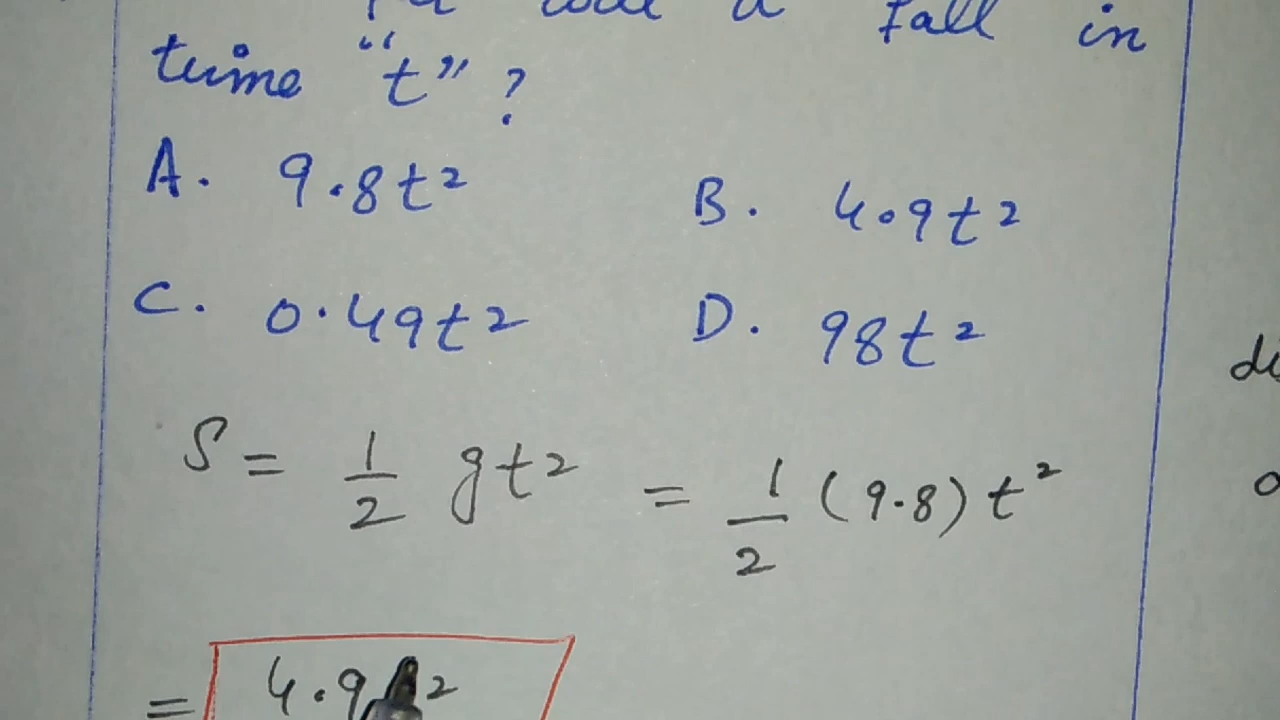 fall in
time "t" ?
A. 9.8t²
B. 4.9t²
C. 0.49t²
D. 98t²
S = 1/2 gt² = 1/2 (9.8) t²
= 4.9 ²